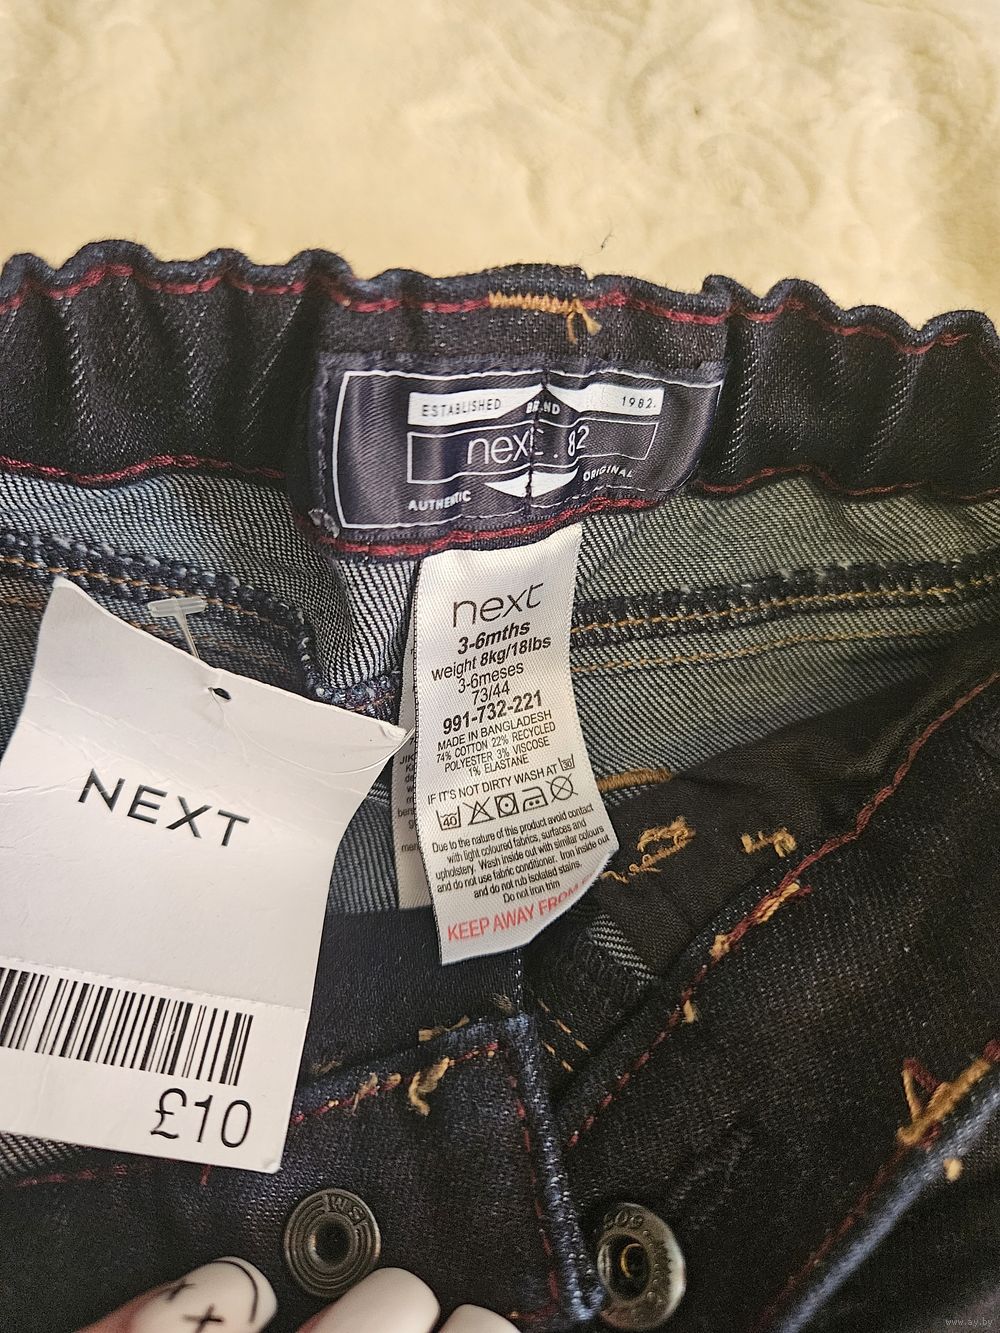 ESTABLISHED BRAND 1982.
next. 82
AUTHENTIC ORIGINAL
next
3-6mths
weight 8kg/18lbs
3-6meses
73/44
991-732-221
MADE IN BANGLADESH
74% COTTON 22% RECYCLED
POLYESTER 3% VISCOSE
1% ELASTANE
IF IT'S NOT DIRTY WASH AT 30
40
Due to the nature of this product avoid contact
with light coloured fabrics, surfaces and
upholstery. Wash inside out with similar colours
and do not use fabric conditioner. Iron inside out
and do not rub isolated stains.
Do not iron trim
KEEP AWAY FROM
NEXT
£10
www.ay.by